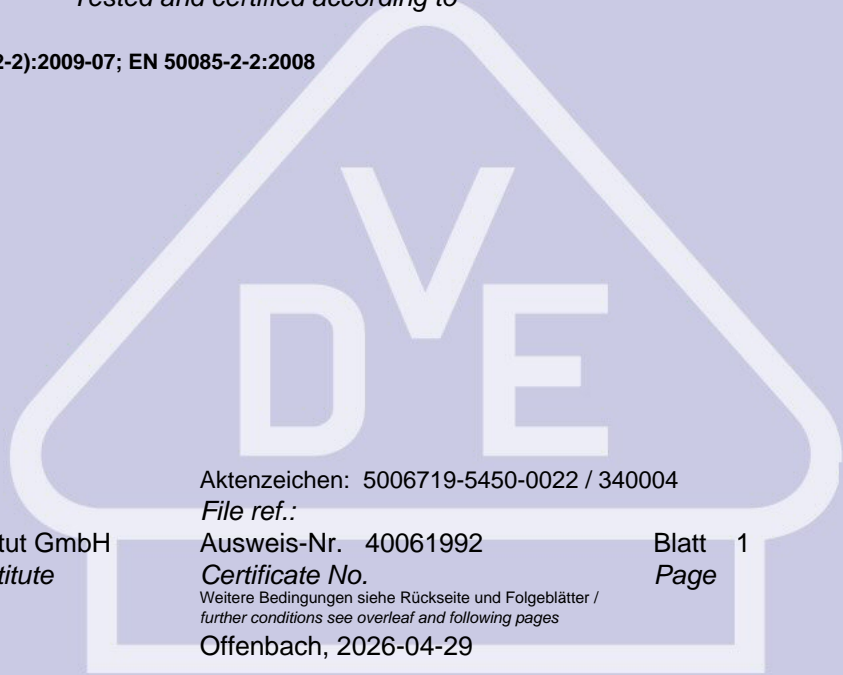 Tested and certified according to
2-2):2009-07; EN 50085-2-2:2008
VDE
Aktenzeichen: 5006719-5450-0022 / 340004
File ref.:
tut GmbH Ausweis-Nr. 40061992 Blatt 1
titute Certificate No. Page
Weitere Bedingungen siehe Rückseite und Folgeblätter /
further conditions see overleaf and following pages
Offenbach, 2026-04-29